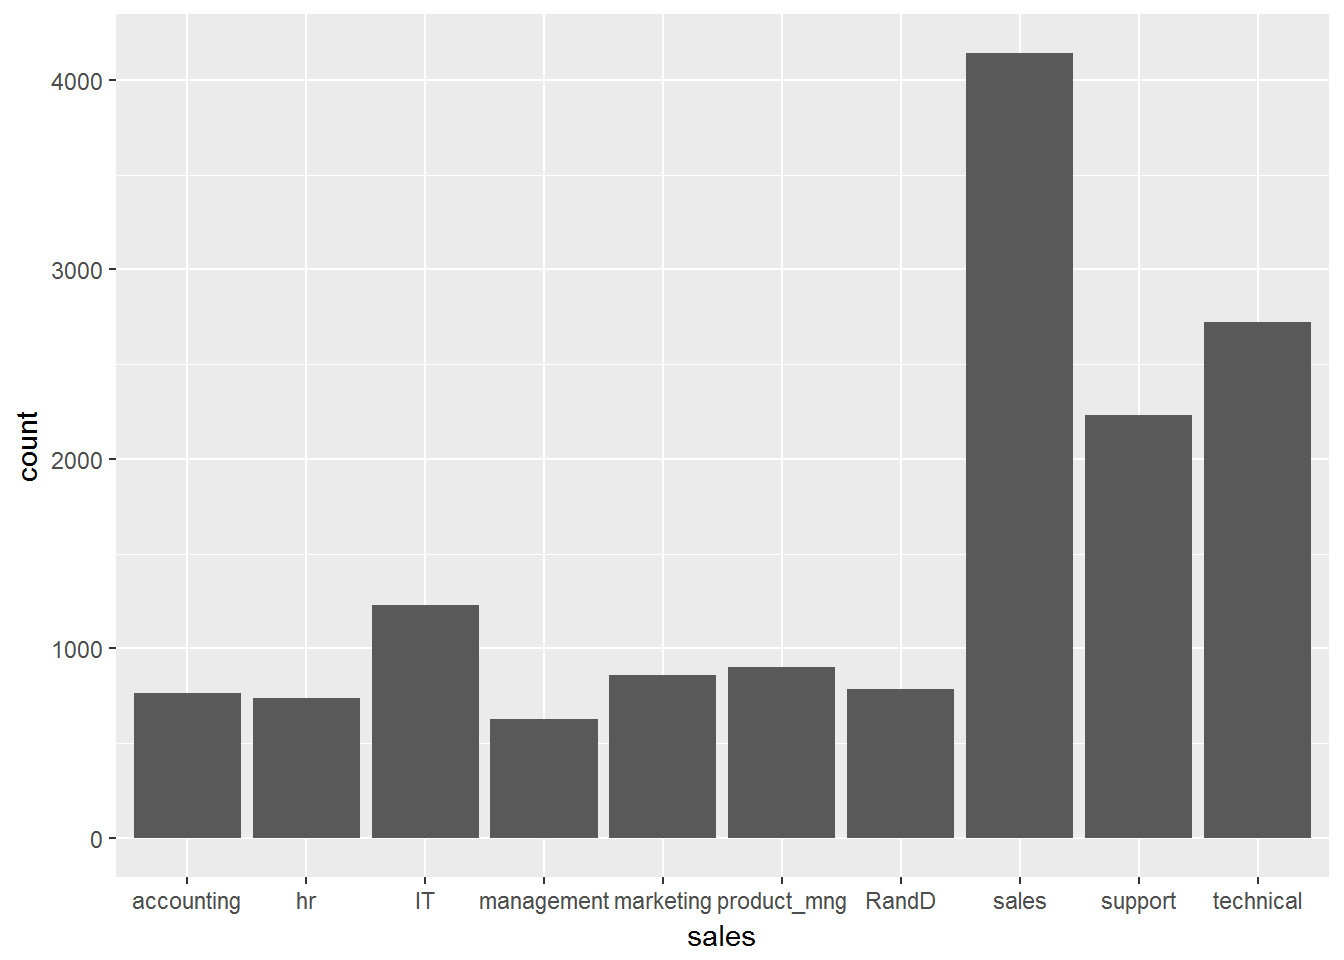 4000
3000
2000
1000
0
count
accounting hr IT management marketing product_mng RandD sales support technical
sales